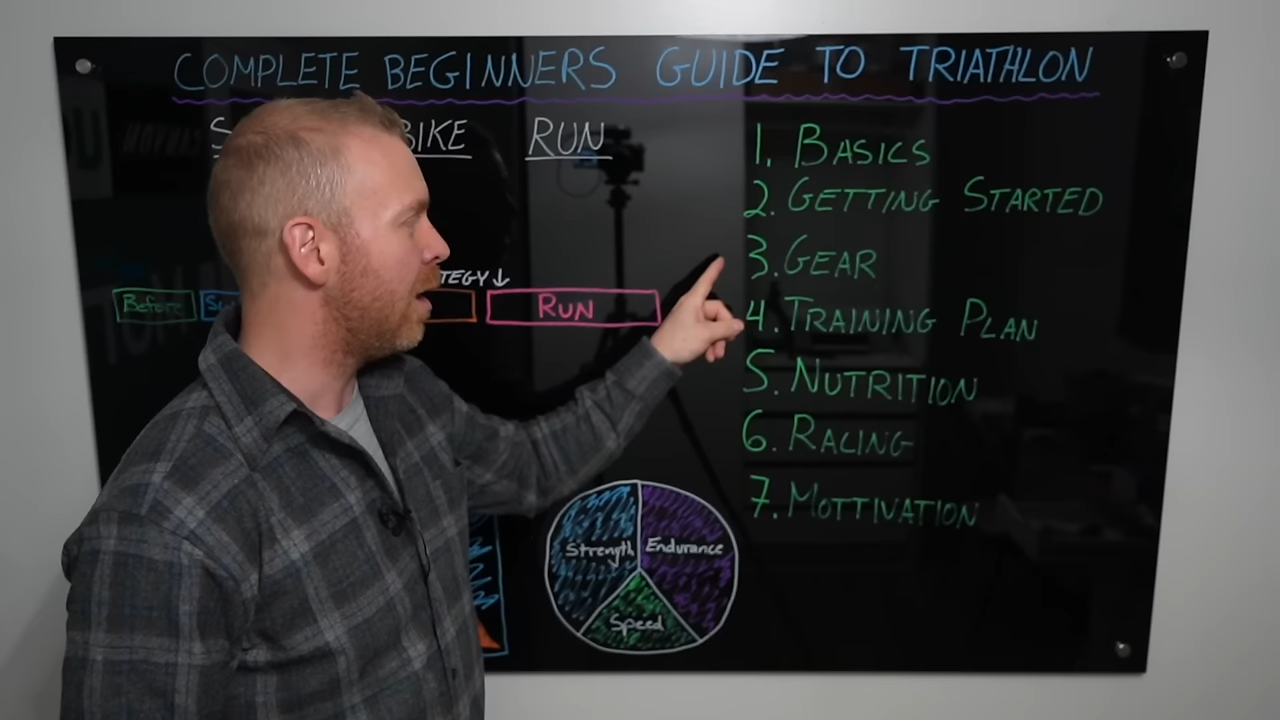 COMPLETE BEGINNERS GUIDE TO TRIATHLON
BIKE RUN
TEGY ↓
Before RUN
Strength Endurance
Speed
1. BASICS
2. GETTING STARTED
3. GEAR
4. TRAINING PLAN
5. NUTRITION
6. RACING
7. MOTTIVATION